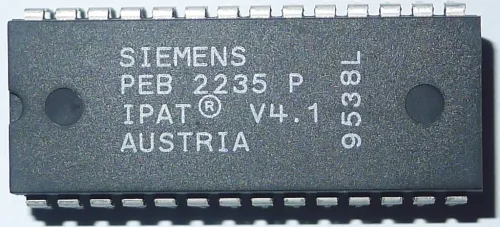 SIEMENS
PEB 2235 P
IPAT® V4.1
AUSTRIA
9538L